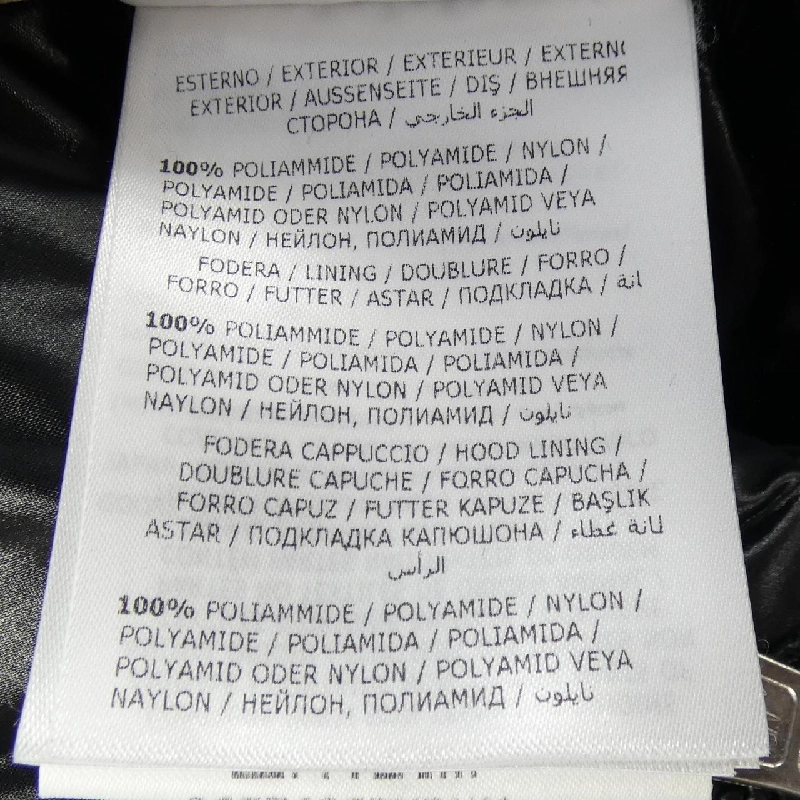 ESTERNO / EXTERIOR / EXTERIEUR / EXTERNO
EXTERIOR / AUSSENSEITE / DIŞ / ВНЕШНЯЯ
СТОРОНА / الجزء الخارجي
100% POLIAMMIDE / POLYAMIDE / NYLON /
POLYAMIDE / POLIAMIDA / POLIAMIDA /
POLYAMID ODER NYLON / POLYAMID VEYA
NAYLON / НЕЙЛОН, ПОЛИАМИД / نايلون
FODERA / LINING / DOUBLURE / FORRO /
FORRO / FUTTER / ASTAR / ПОДКЛАДКА / انة
100% POLIAMMIDE / POLYAMIDE / NYLON /
POLYAMIDE / POLIAMIDA / POLIAMIDA /
POLYAMID ODER NYLON / POLYAMID VEYA
NAYLON / НЕЙЛОН, ПОЛИАМИД / نايلون
FODERA CAPPUCCIO / HOOD LINING /
DOUBLURE CAPUCHE / FORRO CAPUCHA /
FORRO CAPUZ / FUTTER KAPUZE / BAŞLIK
ASTAR / ПОДКЛАДКА КАПЮШОНА / لانة غطاء
الرأس
100% POLIAMMIDE / POLYAMIDE / NYLON /
POLYAMIDE / POLIAMIDA / POLIAMIDA /
POLYAMID ODER NYLON / POLYAMID VEYA
NAYLON / НЕЙЛОН, ПОЛИАМИД / نايلون